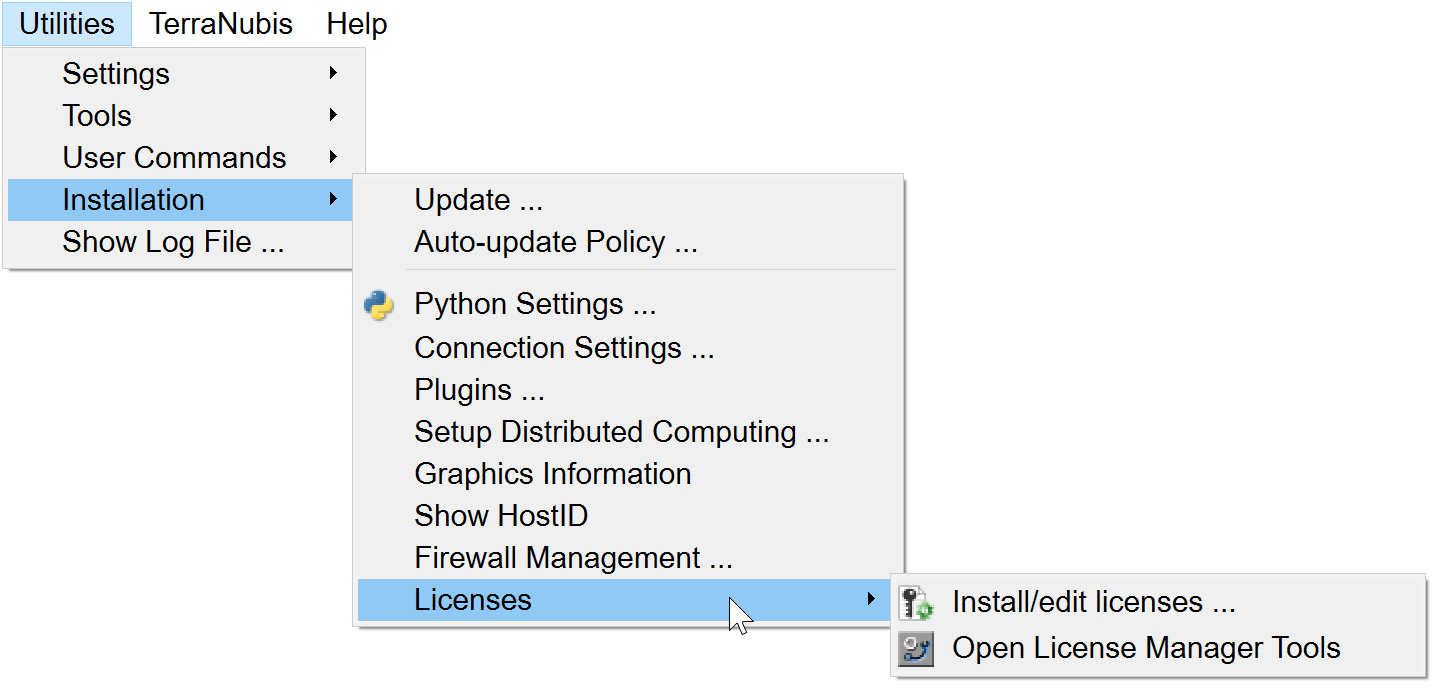 Utilities TerraNubis Help
Settings
Tools
User Commands
Installation
Show Log File ...
Update ...
Auto-update Policy ...
Python Settings ...
Connection Settings ...
Plugins ...
Setup Distributed Computing ...
Graphics Information
Show HostID
Firewall Management ...
Licenses
Install/edit licenses ...
Open License Manager Tools